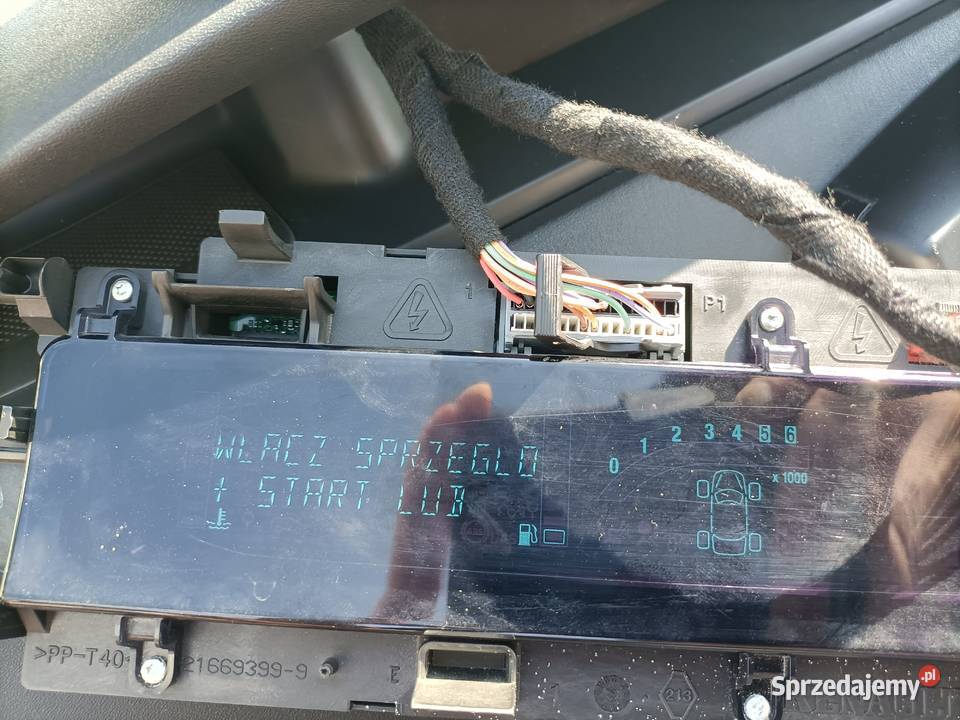 1
P1
WLACZ SPRZEGLO
+ START LUB
0 1 2 3 4 5 6
x 1000
>PP-T40
21669399-9
E
213
Sprzedajemy.pl